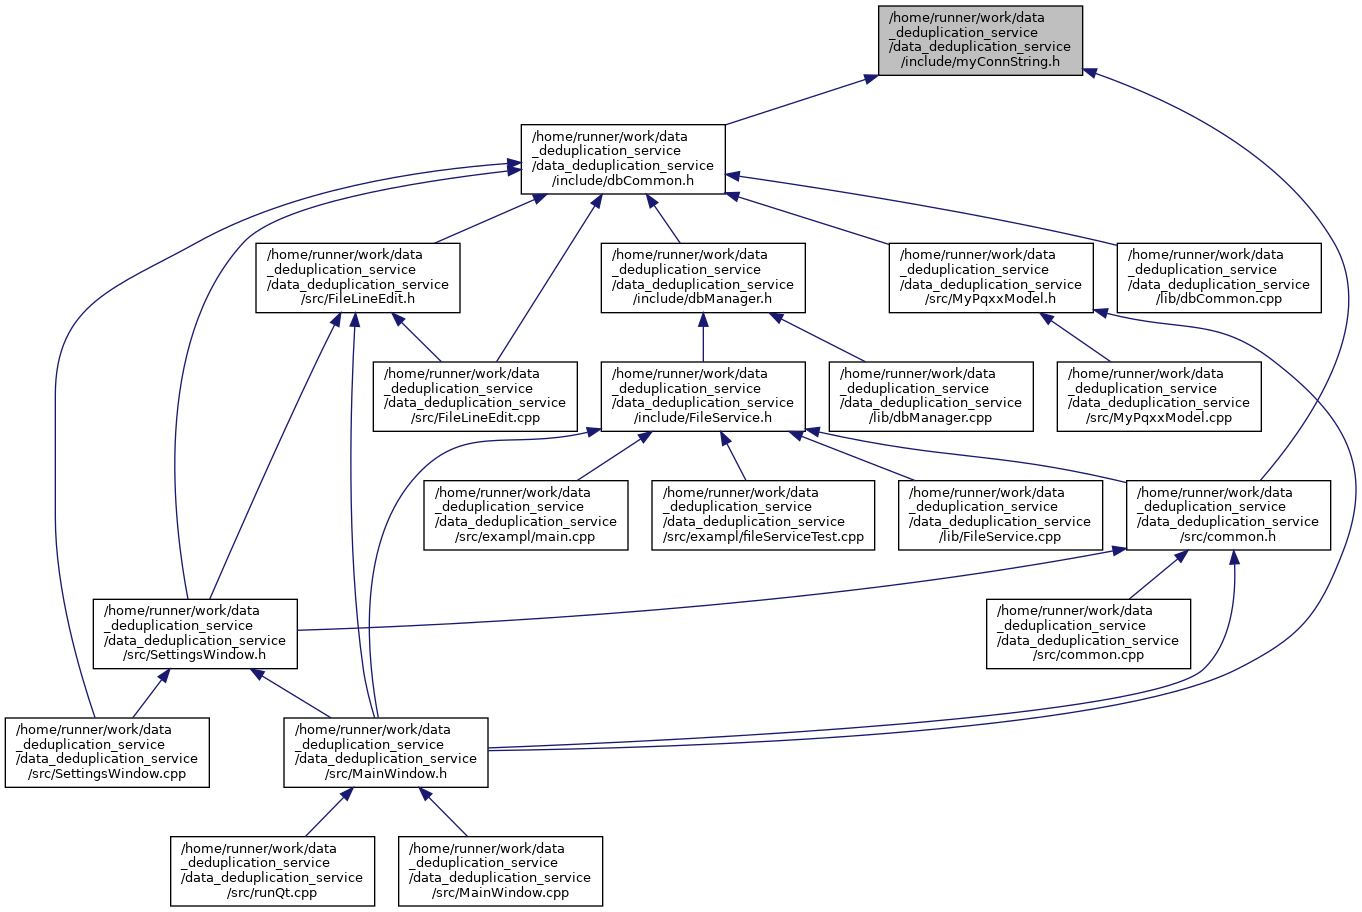 /home/runner/work/data
_deduplication_service
/data_deduplication_service
/include/myConnString.h
/home/runner/work/data
_deduplication_service
/data_deduplication_service
/include/dbCommon.h
/home/runner/work/data
_deduplication_service
/data_deduplication_service
/src/FileLineEdit.h
/home/runner/work/data
_deduplication_service
/data_deduplication_service
/include/dbManager.h
/home/runner/work/data
_deduplication_service
/data_deduplication_service
/src/MyPqxxModel.h
/home/runner/work/data
_deduplication_service
/data_deduplication_service
/lib/dbCommon.cpp
/home/runner/work/data
_deduplication_service
/data_deduplication_service
/src/FileLineEdit.cpp
/home/runner/work/data
_deduplication_service
/data_deduplication_service
/include/FileService.h
/home/runner/work/data
_deduplication_service
/data_deduplication_service
/lib/dbManager.cpp
/home/runner/work/data
_deduplication_service
/data_deduplication_service
/src/MyPqxxModel.cpp
/home/runner/work/data
_deduplication_service
/data_deduplication_service
/src/exampl/main.cpp
/home/runner/work/data
_deduplication_service
/data_deduplication_service
/src/exampl/fileServiceTest.cpp
/home/runner/work/data
_deduplication_service
/data_deduplication_service
/lib/FileService.cpp
/home/runner/work/data
_deduplication_service
/data_deduplication_service
/src/common.h
/home/runner/work/data
_deduplication_service
/data_deduplication_service
/src/SettingsWindow.h
/home/runner/work/data
_deduplication_service
/data_deduplication_service
/src/common.cpp
/home/runner/work/data
_deduplication_service
/data_deduplication_service
/src/SettingsWindow.cpp
/home/runner/work/data
_deduplication_service
/data_deduplication_service
/src/MainWindow.h
/home/runner/work/data
_deduplication_service
/data_deduplication_service
/src/runQt.cpp
/home/runner/work/data
_deduplication_service
/data_deduplication_service
/src/MainWindow.cpp